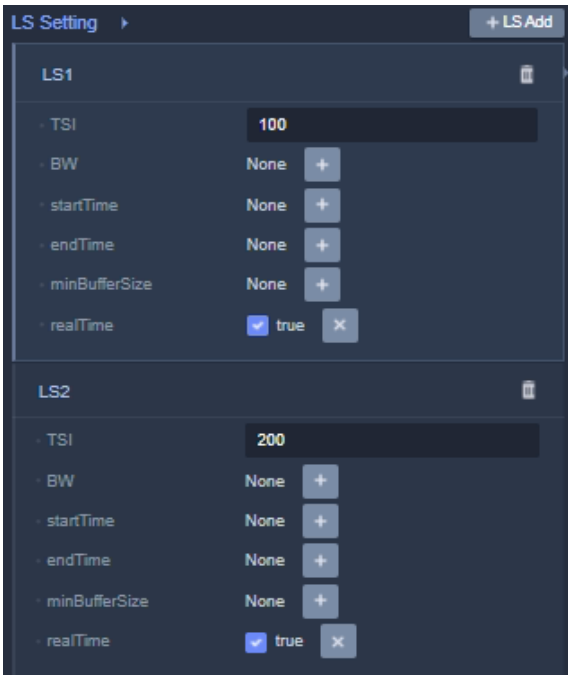 LS Setting + LS Add
LS1
TSI 100
BW None +
startTime None +
endTime None +
minBufferSize None +
realTime true ×
LS2
TSI 200
BW None +
startTime None +
endTime None +
minBufferSize None +
realTime true ×